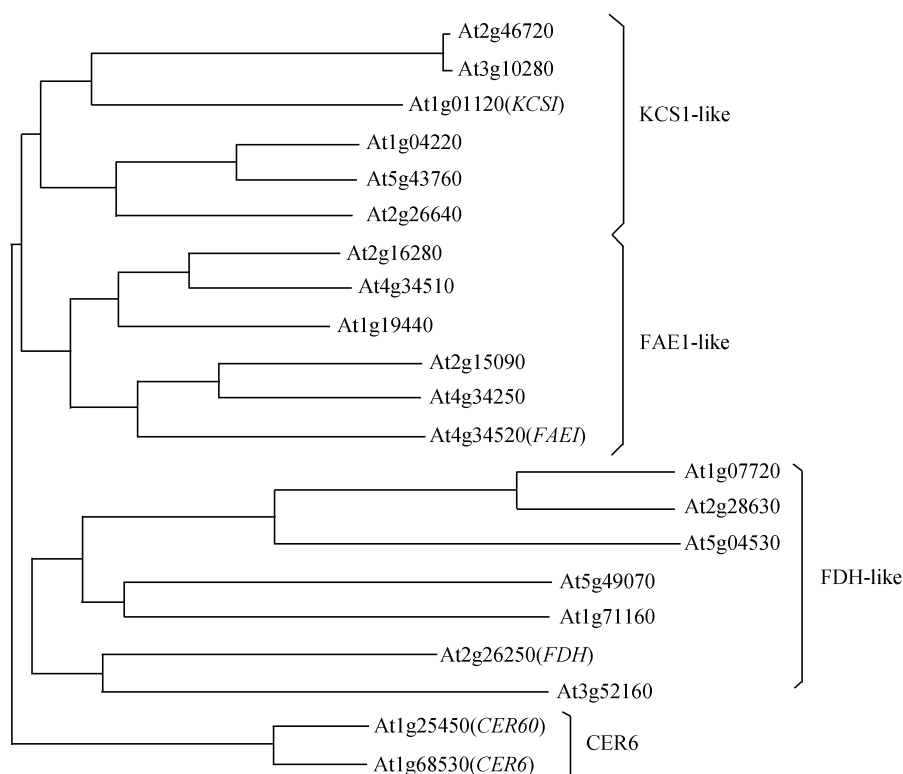 At2g46720
At3g10280
At1g01120(KCSI)
KCS1-like
At1g04220
At5g43760
At2g26640
At2g16280
At4g34510
At1g19440
FAE1-like
At2g15090
At4g34250
At4g34520(FAEI)
At1g07720
At2g28630
At5g04530
FDH-like
At5g49070
At1g71160
At2g26250(FDH)
At3g52160
At1g25450(CER60)
CER6
At1g68530(CER6)